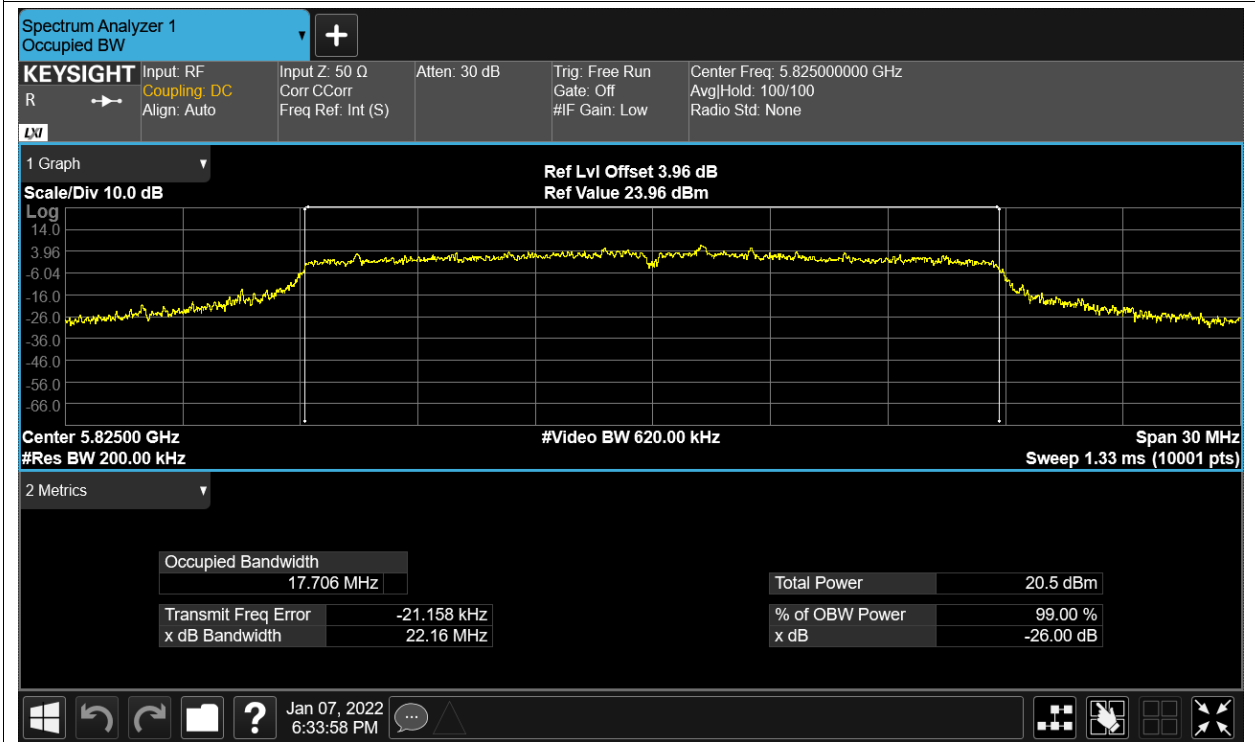 Spectrum Analyzer 1
Occupied BW
KEYSIGHT
R
LXI
Input: RF
Coupling: DC
Align: Auto
Input Z: 50 Ω
Corr CCorr
Freq Ref: Int (S)
Atten: 30 dB
Trig: Free Run
Gate: Off
#IF Gain: Low
Center Freq: 5.825000000 GHz
Avg|Hold: 100/100
Radio Std: None
1 Graph
Ref Lvl Offset 3.96 dB
Scale/Div 10.0 dB
Ref Value 23.96 dBm
Log
14.0
3.96
-6.04
-16.0
-26.0
-36.0
-46.0
-56.0
-66.0
Center 5.82500 GHz
#Video BW 620.00 kHz
Span 30 MHz
#Res BW 200.00 kHz
Sweep 1.33 ms (10001 pts)
2 Metrics
Occupied Bandwidth
17.706 MHz
Total Power 20.5 dBm
Transmit Freq Error -21.158 kHz
% of OBW Power 99.00 %
x dB Bandwidth 22.16 MHz
x dB -26.00 dB
?
Jan 07, 2022
6:33:58 PM